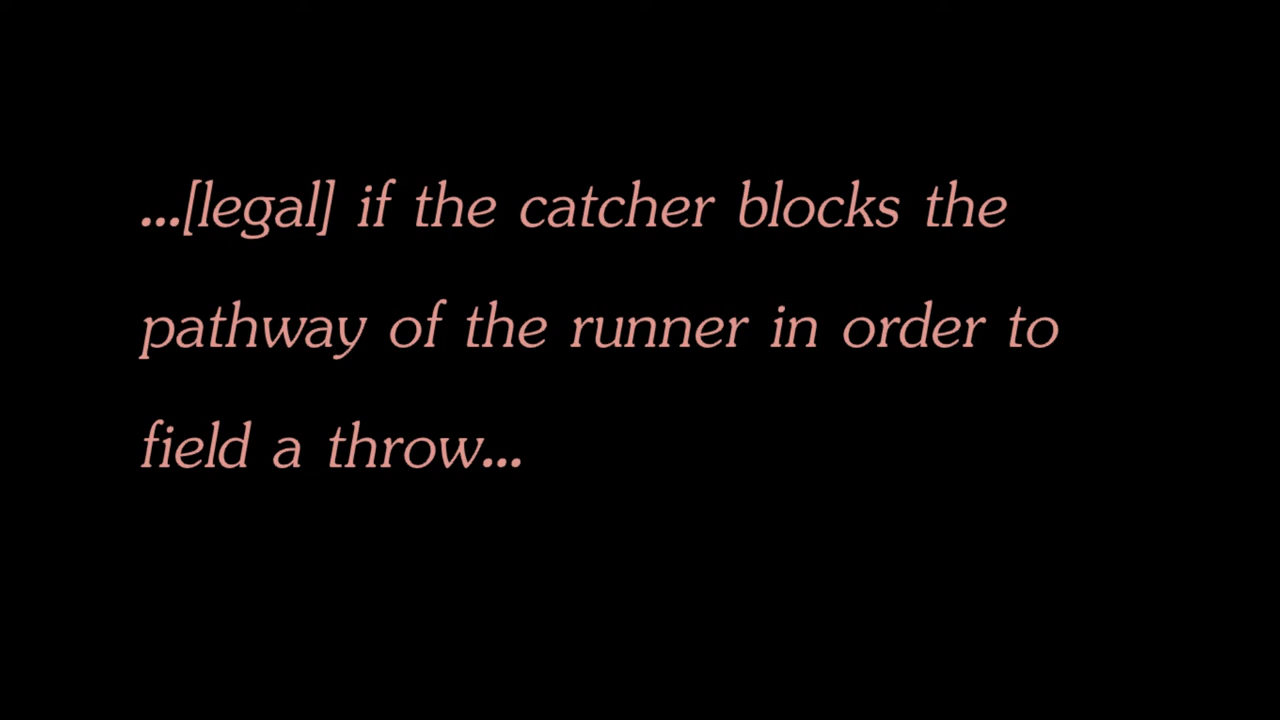 ...[legal] if the catcher blocks the
pathway of the runner in order to
field a throw...